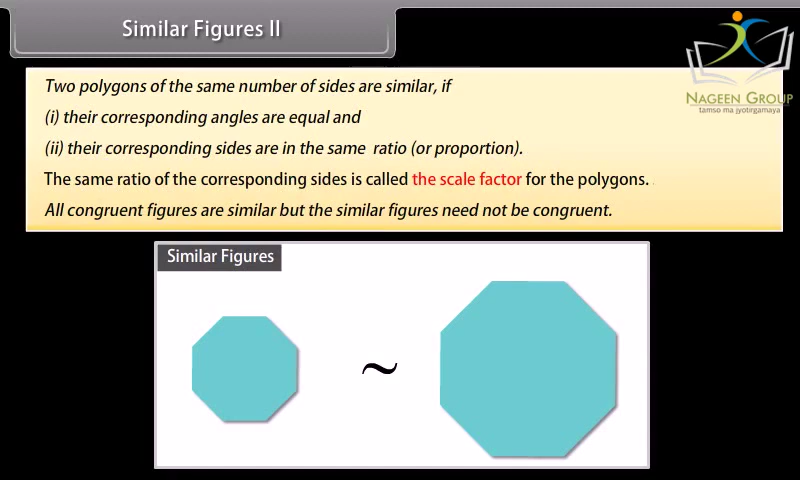 Similar Figures II
NAGEEN GROUP
tamso ma jyotirgamaya
Two polygons of the same number of sides are similar, if
(i) their corresponding angles are equal and
(ii) their corresponding sides are in the same ratio (or proportion).
The same ratio of the corresponding sides is called the scale factor for the polygons.
All congruent figures are similar but the similar figures need not be congruent.
Similar Figures
~